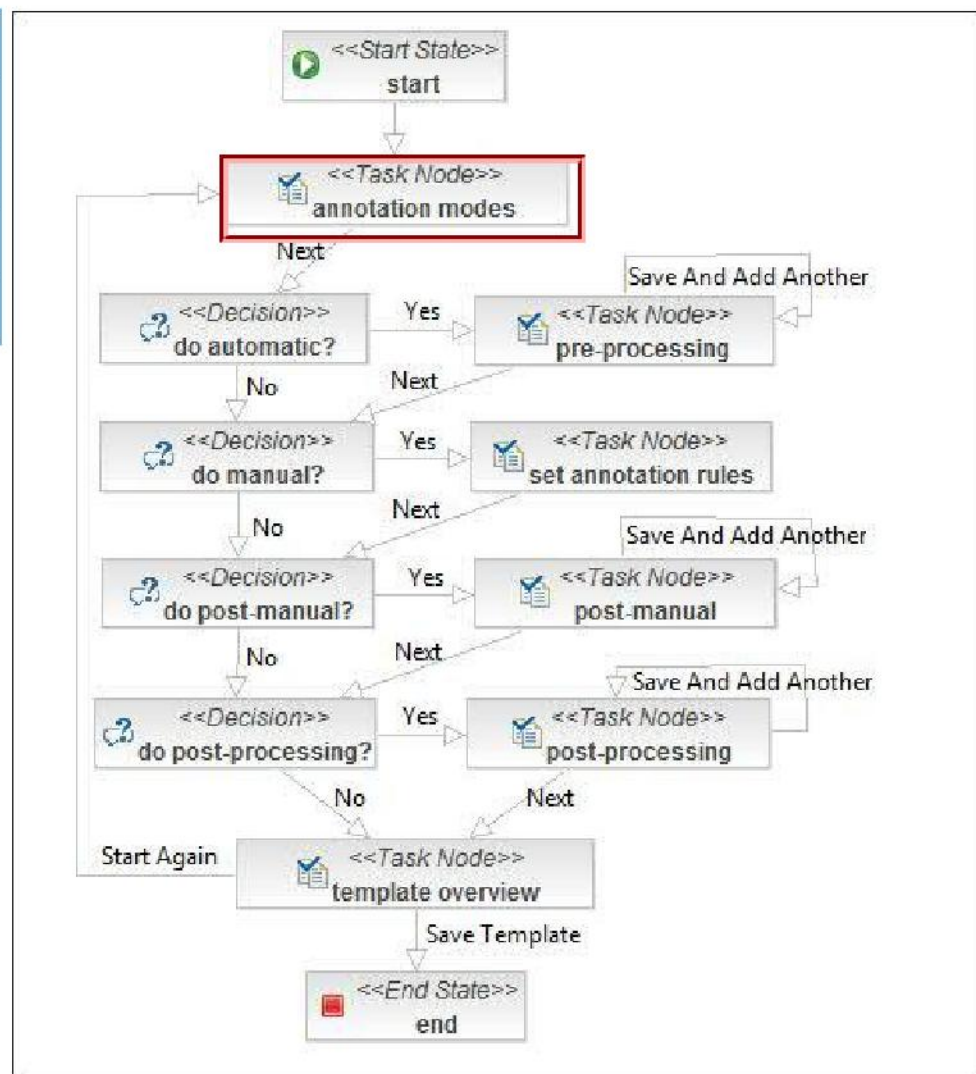 <<Start State>>
start
<<Task Node>>
annotation modes
Next
Save And Add Another
<<Decision>>
do automatic?
Yes
<<Task Node>>
pre-processing
No
Next
<<Decision>>
do manual?
Yes
<<Task Node>>
set annotation rules
No
Next
Save And Add Another
<<Decision>>
do post-manual?
Yes
<<Task Node>>
post-manual
No
Next
Save And Add Another
<<Decision>>
do post-processing?
Yes
<<Task Node>>
post-processing
No
Next
Start Again
<<Task Node>>
template overview
Save Template
<<End State>>
end